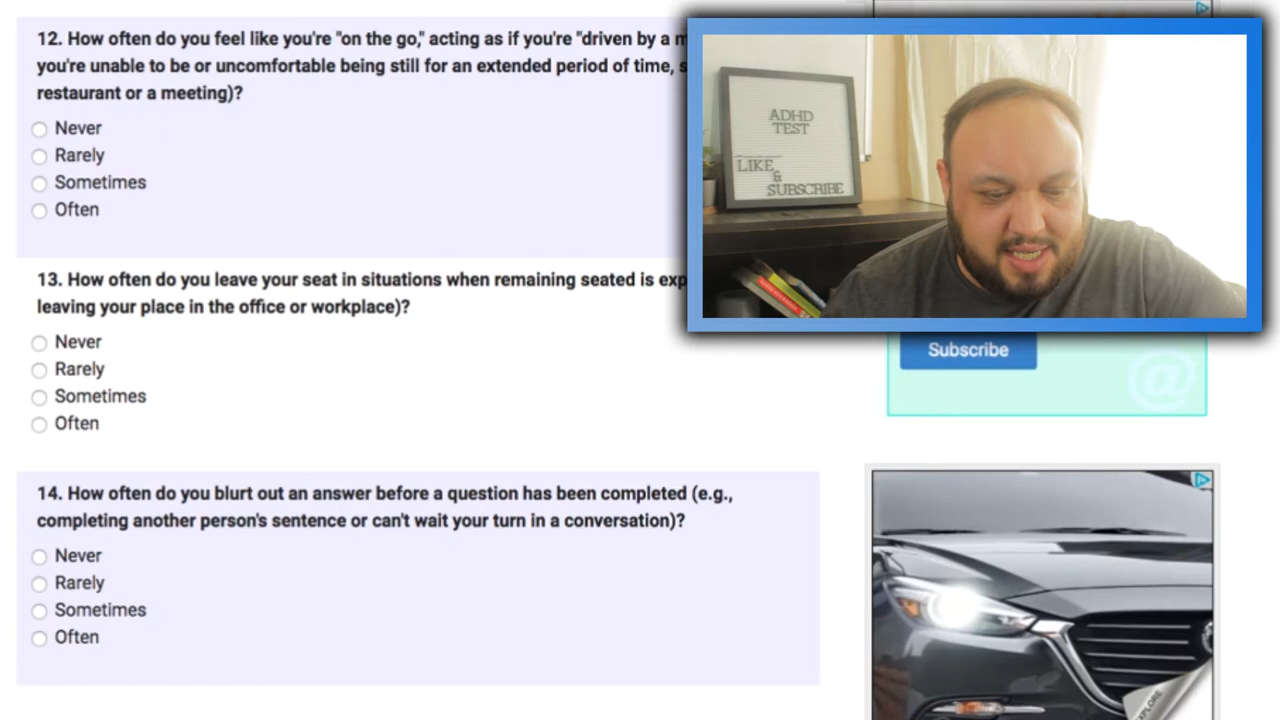 12. How often do you feel like you're "on the go," acting as if you're "driven by a
you're unable to be or uncomfortable being still for an extended period of time,
restaurant or a meeting)?
Never
Rarely
Sometimes
Often
13. How often do you leave your seat in situations when remaining seated is
leaving your place in the office or workplace)?
Never
Rarely
Sometimes
Often
14. How often do you blurt out an answer before a question has been completed (e.g.,
completing another person's sentence or can't wait your turn in a conversation)?
Never
Rarely
Sometimes
Often
ADHD
TEST
LIKE
&
SUBSCRIBE
Subscribe
@